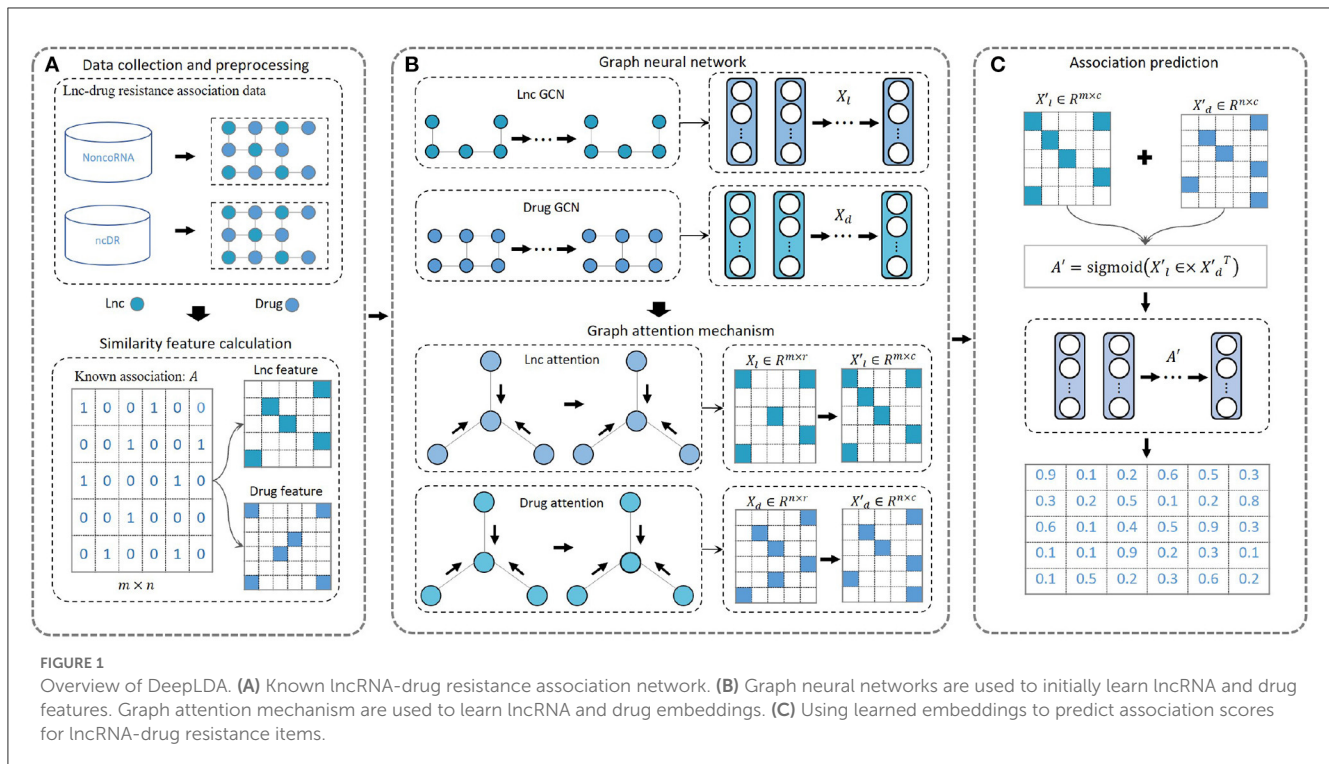 A
Data collection and preprocessing
Lnc-drug resistance association data
NoncoRNA
ncDR
Lnc
Drug
Similarity feature calculation
Known association: A
1 0 0 1 0 0
0 0 1 0 0 1
1 0 0 0 1 0
0 0 1 0 0 0
0 1 0 0 1 0
m × n
Lnc feature
Drug feature
B
Graph neural network
Lnc GCN
X_l
Drug GCN
X_d
Graph attention mechanism
Lnc attention
X_l ∈ R^{m×r}
X'_l ∈ R^{m×c}
Drug attention
X_d ∈ R^{n×r}
X'_d ∈ R^{n×c}
C
Association prediction
X'_l ∈ R^{m×c}
X'_d ∈ R^{n×c}
+
A' = sigmoid(X'_l ∈× X'_d^T)
A'
0.9 0.1 0.2 0.6 0.5 0.3
0.3 0.2 0.5 0.1 0.2 0.8
0.6 0.1 0.4 0.5 0.9 0.3
0.1 0.1 0.9 0.2 0.3 0.1
0.1 0.5 0.2 0.3 0.6 0.2
FIGURE 1
Overview of DeepLDA. (A) Known lncRNA-drug resistance association network. (B) Graph neural networks are used to initially learn lncRNA and drug
features. Graph attention mechanism are used to learn lncRNA and drug embeddings. (C) Using learned embeddings to predict association scores
for lncRNA-drug resistance items.